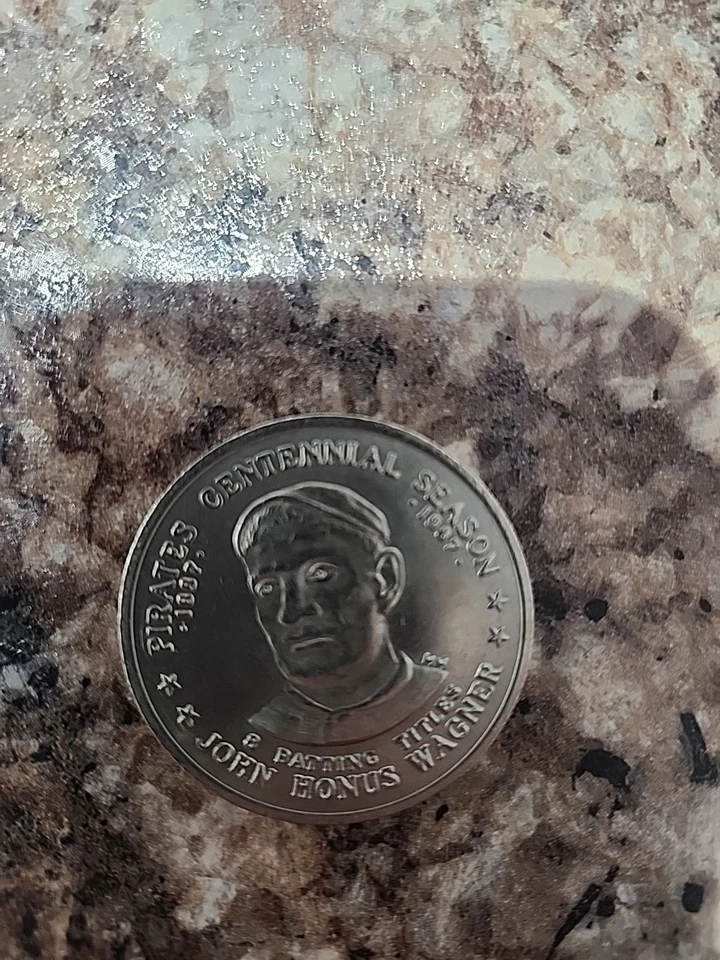 PIRATES CENTENNIAL SEASON
·1887·
·1987·
8 BATTING TITLES
JOHN HONUS WAGNER